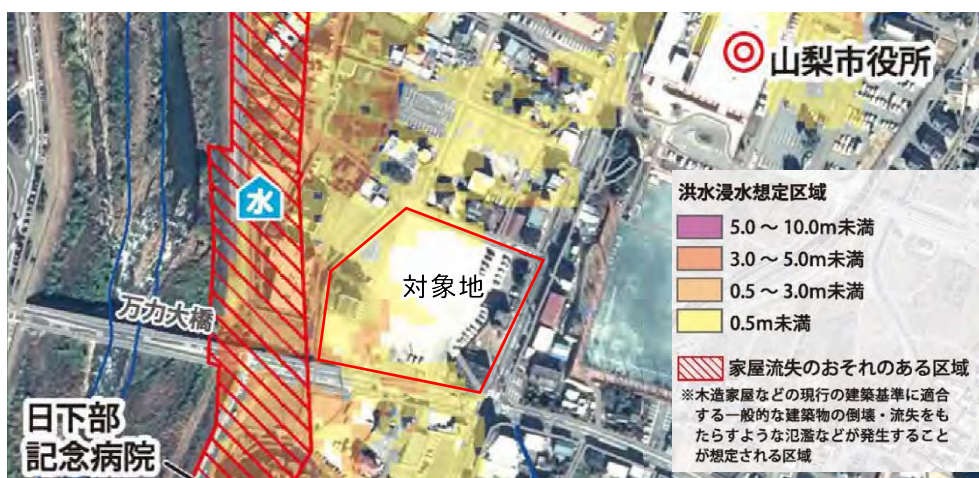 山梨市役所
水
対象地
万力大橋
日下部
記念病院
洪水浸水想定区域
5.0 ～ 10.0m未満
3.0 ～ 5.0m未満
0.5 ～ 3.0m未満
0.5m未満
家屋流失のおそれのある区域
※木造家屋などの現行の建築基準に適合
する一般的な建築物の倒壊・流失をも
たらすような氾濫などが発生すること
が想定される区域